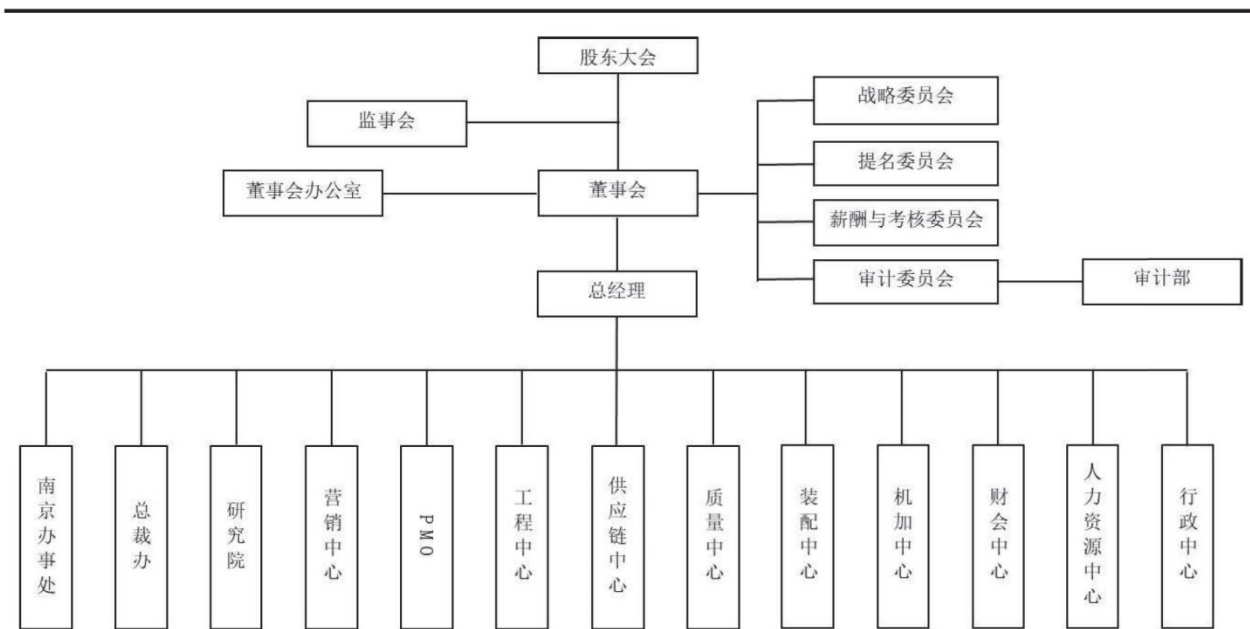 股东大会
监事会
战略委员会
提名委员会
董事会办公室
董事会
薪酬与考核委员会
总经理
审计委员会
审计部
南京办事处
总裁办
研究院
营销中心
PMO
工程中心
供应链中心
质量中心
装配中心
机加中心
财会中心
人力资源中心
行政中心